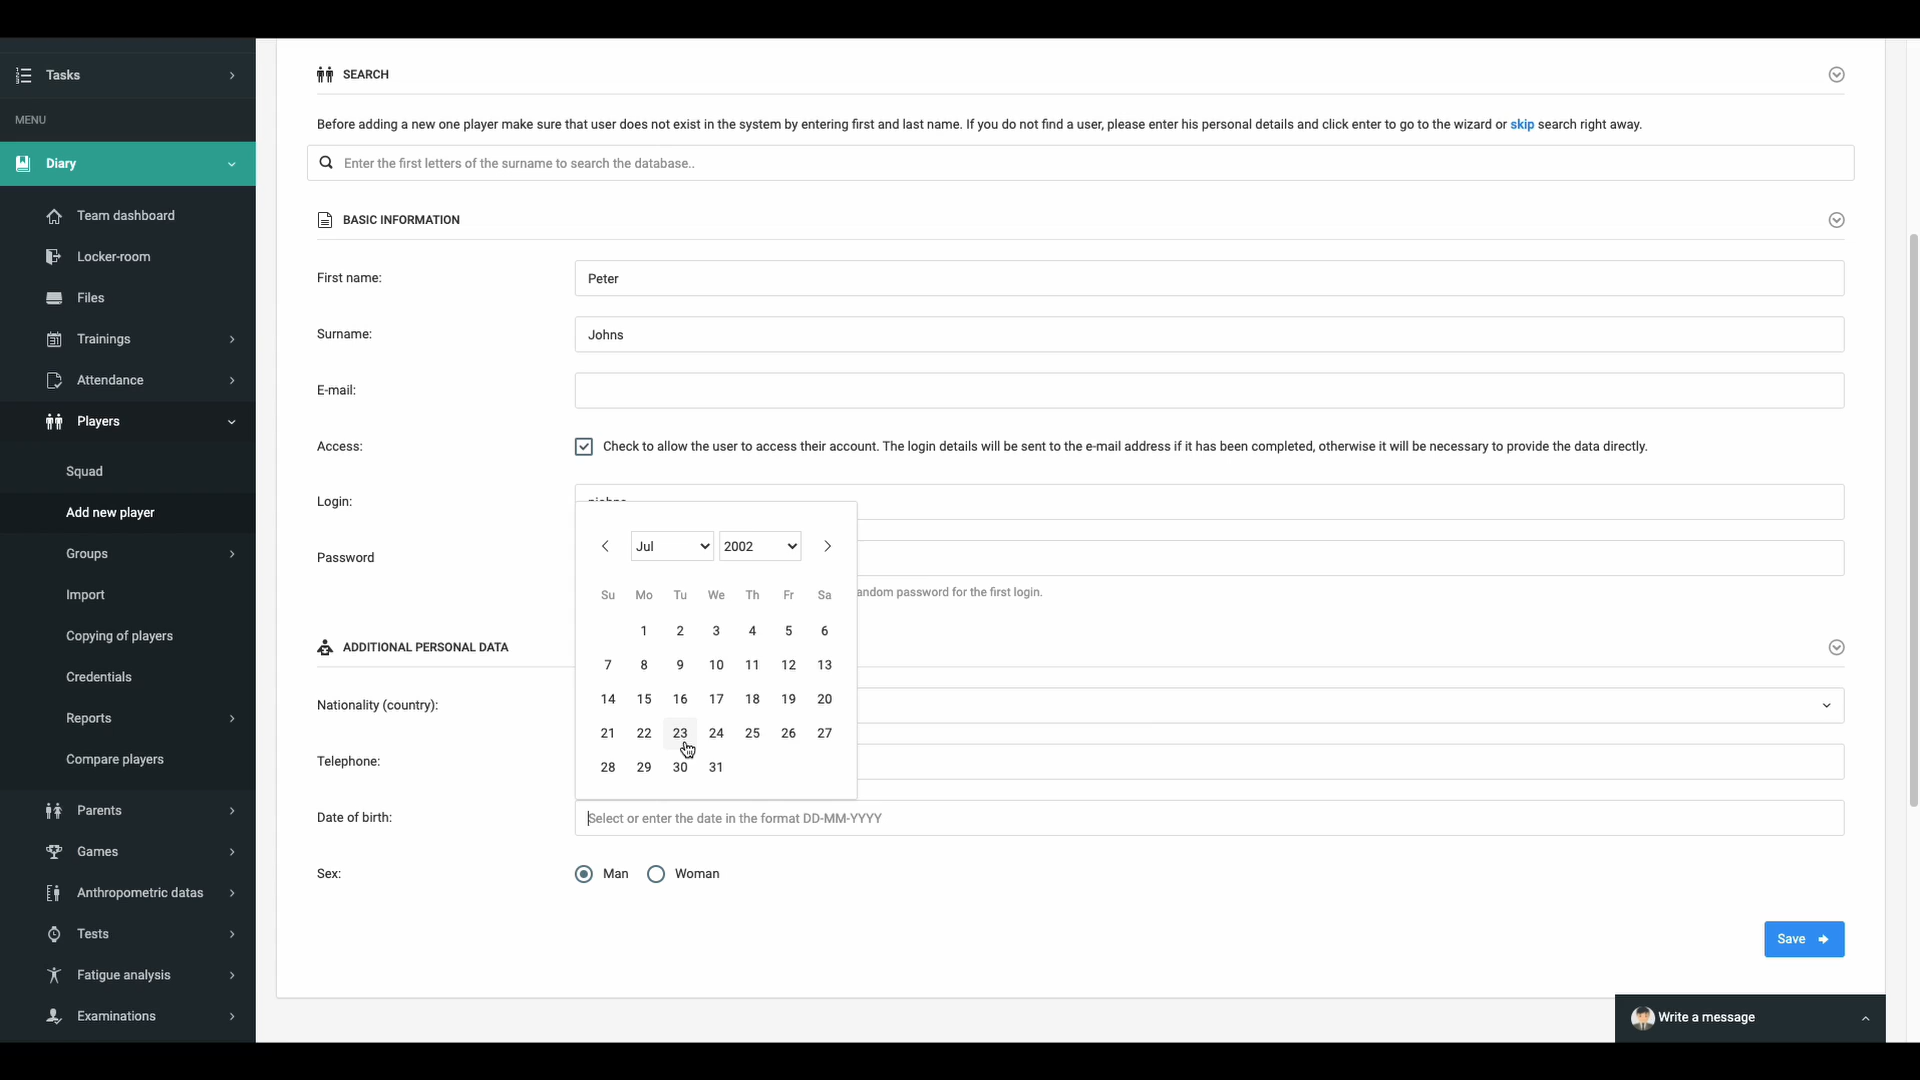 Tasks
MENU
Diary
Team dashboard
Locker-room
Files
Trainings
Attendance
Players
Squad
Add new player
Groups
Import
Copying of players
Credentials
Reports
Compare players
Parents
Games
Anthropometric datas
Tests
Fatigue analysis
Examinations
SEARCH
Before adding a new one player make sure that user does not exist in the system by entering first and last name. If you do not find a user, please enter his personal details and click enter to go to the wizard or skip search right away.
Enter the first letters of the surname to search the database..
BASIC INFORMATION
First name: Peter
Surname: Johns
E-mail:
Access: Check to allow the user to access their account. The login details will be sent to the e-mail address if it has been completed, otherwise it will be necessary to provide the data directly.
Login:
Password
andom password for the first login.
Jul 2002
Su Mo Tu We Th Fr Sa
1 2 3 4 5 6
7 8 9 10 11 12 13
14 15 16 17 18 19 20
21 22 23 24 25 26 27
28 29 30 31
ADDITIONAL PERSONAL DATA
Nationality (country):
Telephone:
Date of birth: Select or enter the date in the format DD-MM-YYYY
Sex: Man Woman
Save
Write a message